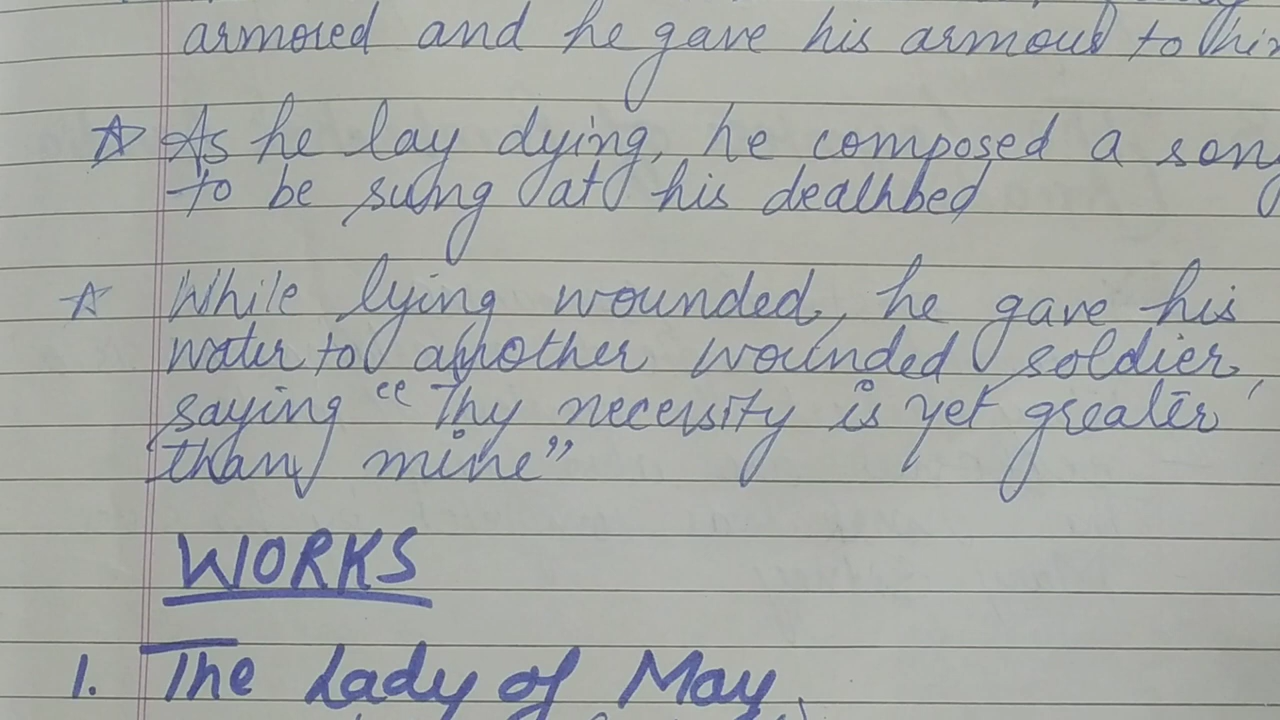 armored and he gave his armour to
☆ As he lay dying, he composed a song
to be sung at his deathbed
☆ While lying wounded, he gave his
water to another wounded soldier,
saying “Thy necessity is yet greater
than mine”
WORKS
1. The Lady of May